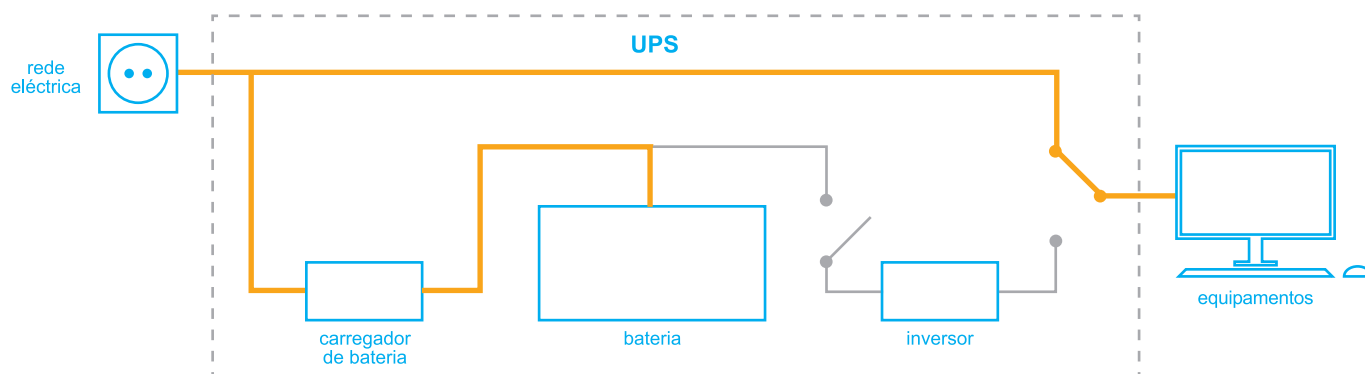 UPS
rede
eléctrica
carregador
de bateria
bateria
inversor
equipamentos